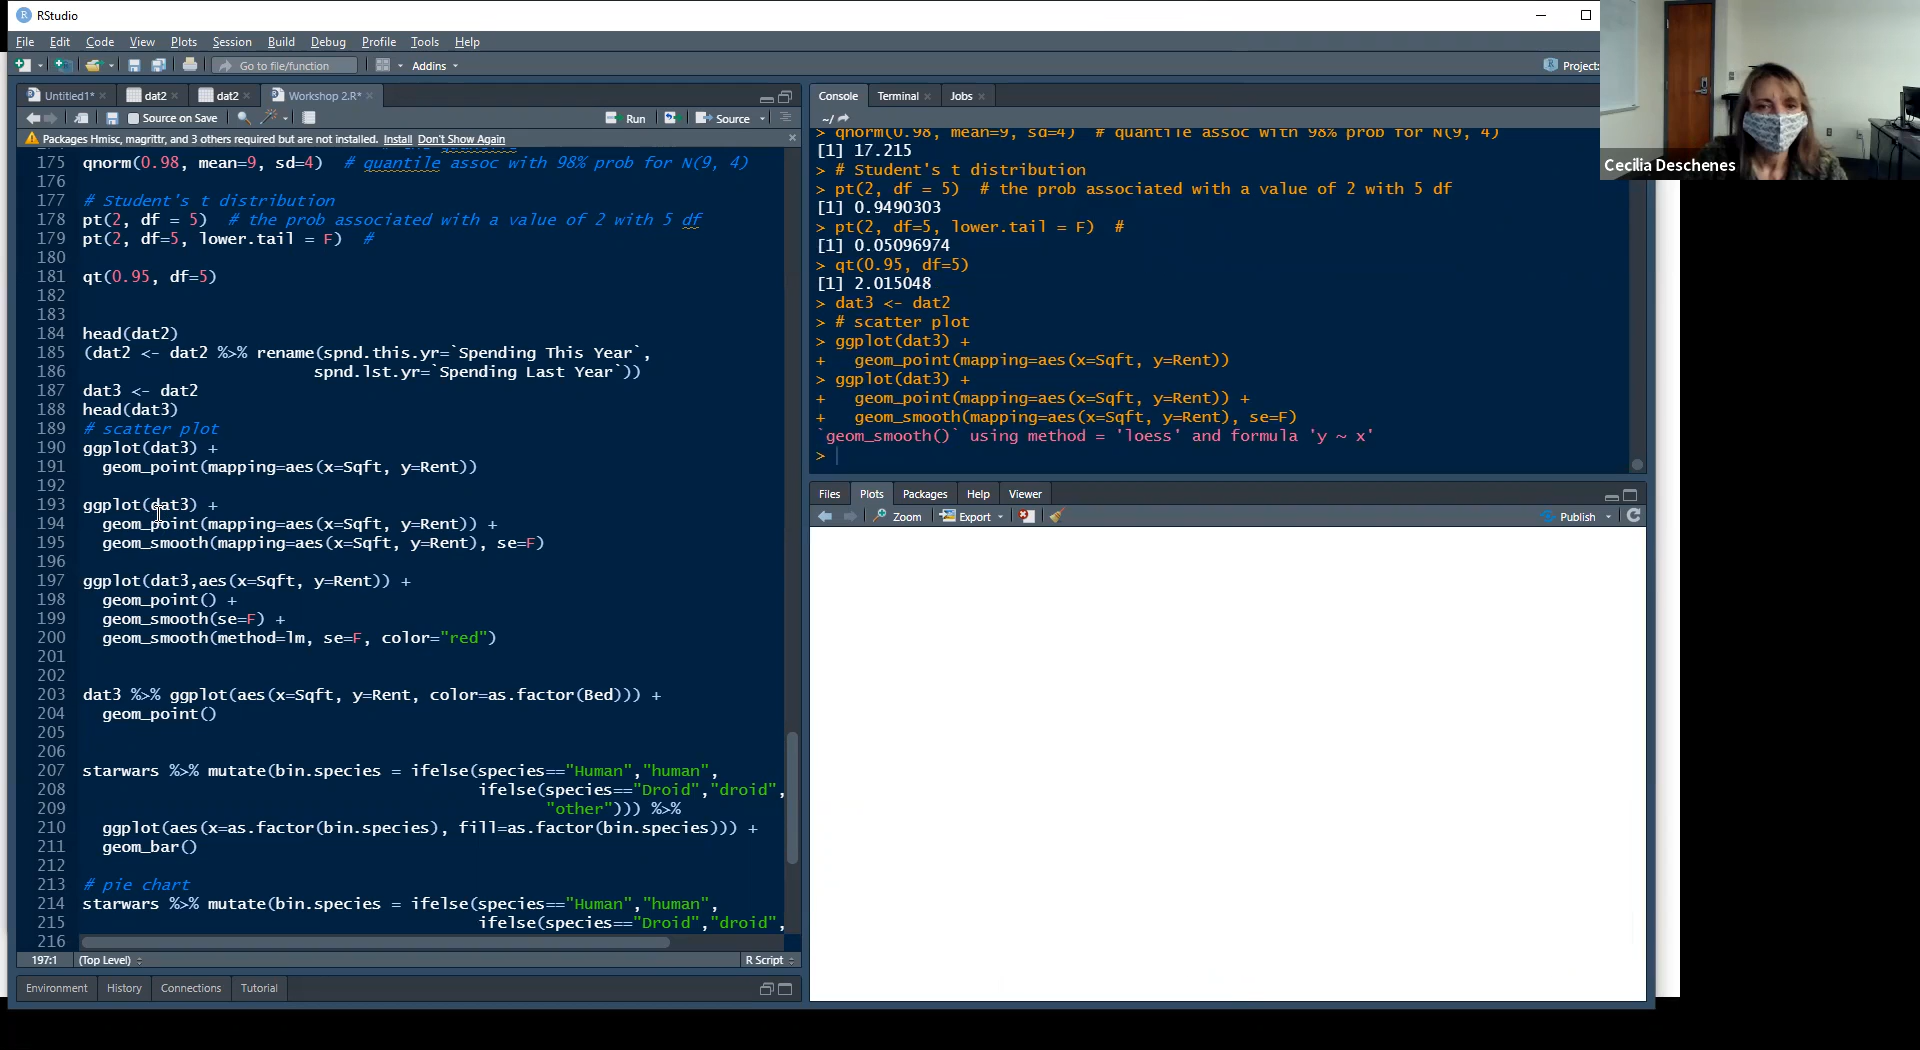 RStudio
File Edit Code View Plots Session Build Debug Profile Tools Help
Go to file/function Addins Project:
Untitled1* dat2 dat2 Workshop 2.R*
Source on Save Run Source
Packages Hmisc, magrittr, and 3 others required but are not installed. Install Don't Show Again
175 qnorm(0.98, mean=9, sd=4) # quantile assoc with 98% prob for N(9, 4)
176
177 # Student's t distribution
178 pt(2, df = 5) # the prob associated with a value of 2 with 5 df
179 pt(2, df=5, lower.tail = F) #
180
181 qt(0.95, df=5)
182
183
184 head(dat2)
185 (dat2 <- dat2 %>% rename(spnd.this.yr=`Spending This Year`,
186 spnd.lst.yr=`Spending Last Year`))
187 dat3 <- dat2
188 head(dat3)
189 # scatter plot
190 ggplot(dat3) +
191 geom_point(mapping=aes(x=Sqft, y=Rent))
192
193 ggplot(dat3) +
194 geom_point(mapping=aes(x=Sqft, y=Rent)) +
195 geom_smooth(mapping=aes(x=Sqft, y=Rent), se=F)
196
197 ggplot(dat3,aes(x=Sqft, y=Rent)) +
198 geom_point() +
199 geom_smooth(se=F) +
200 geom_smooth(method=lm, se=F, color="red")
201
202
203 dat3 %>% ggplot(aes(x=Sqft, y=Rent, color=as.factor(Bed))) +
204 geom_point()
205
206
207 starwars %>% mutate(bin.species = ifelse(species=="Human","human",
208 ifelse(species=="Droid","droid",
209 "other"))) %>%
210 ggplot(aes(x=as.factor(bin.species), fill=as.factor(bin.species))) +
211 geom_bar()
212
213 # pie chart
214 starwars %>% mutate(bin.species = ifelse(species=="Human","human",
215 ifelse(species=="Droid","droid",
216
197:1 (Top Level) R Script
Environment History Connections Tutorial
Console Terminal Jobs
~/
> qnorm(0.98, mean=9, sd=4) # quantile assoc with 98% prob for N(9, 4)
[1] 17.215
> # Student's t distribution
> pt(2, df = 5) # the prob associated with a value of 2 with 5 df
[1] 0.9490303
> pt(2, df=5, lower.tail = F) #
[1] 0.05096974
> qt(0.95, df=5)
[1] 2.015048
> dat3 <- dat2
> # scatter plot
> ggplot(dat3) +
+ geom_point(mapping=aes(x=Sqft, y=Rent))
> ggplot(dat3) +
+ geom_point(mapping=aes(x=Sqft, y=Rent)) +
+ geom_smooth(mapping=aes(x=Sqft, y=Rent), se=F)
`geom_smooth()` using method = 'loess' and formula 'y ~ x'
>
Files Plots Packages Help Viewer
Zoom Export Publish
Cecilia Deschenes